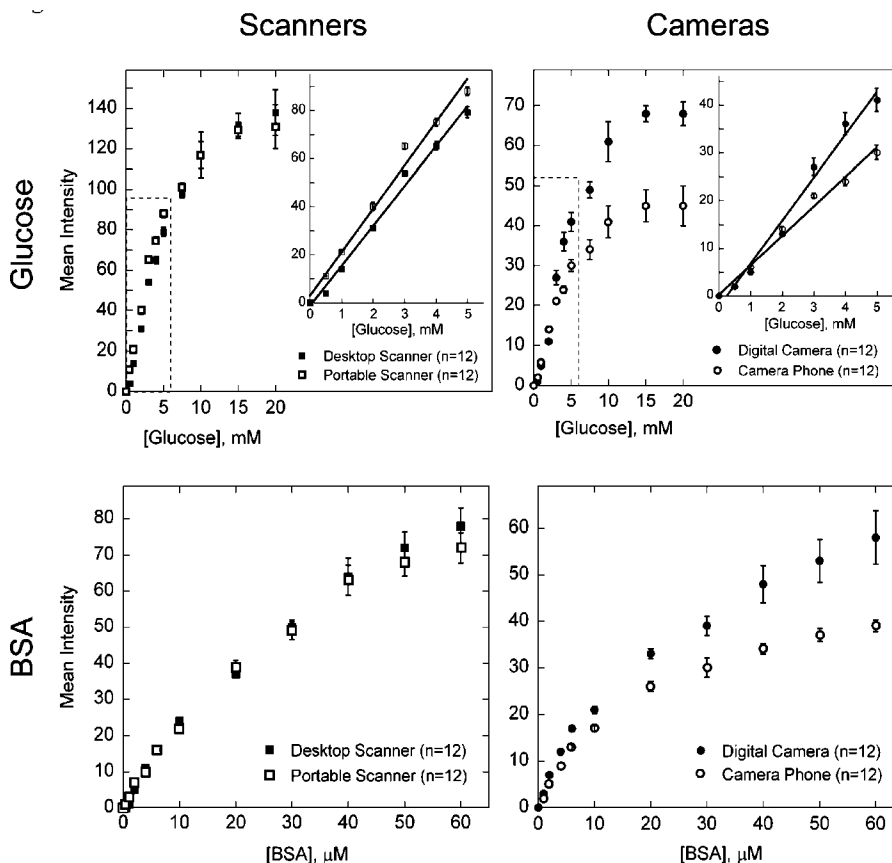 Scanners
Cameras
Glucose
Mean Intensity
140
120
100
80
60
40
20
0
0 5 10 15 20
[Glucose], mM
80
60
40
20
0
0 1 2 3 4 5
[Glucose], mM
Desktop Scanner (n=12)
Portable Scanner (n=12)
70
60
50
40
30
20
10
0
0 5 10 15 20
[Glucose], mM
40
30
20
10
0
0 1 2 3 4 5
[Glucose], mM
Digital Camera (n=12)
Camera Phone (n=12)
BSA
Mean Intensity
80
70
60
50
40
30
20
10
0
0 10 20 30 40 50 60
[BSA], μM
Desktop Scanner (n=12)
Portable Scanner (n=12)
60
50
40
30
20
10
0
0 10 20 30 40 50 60
[BSA], μM
Digital Camera (n=12)
Camera Phone (n=12)